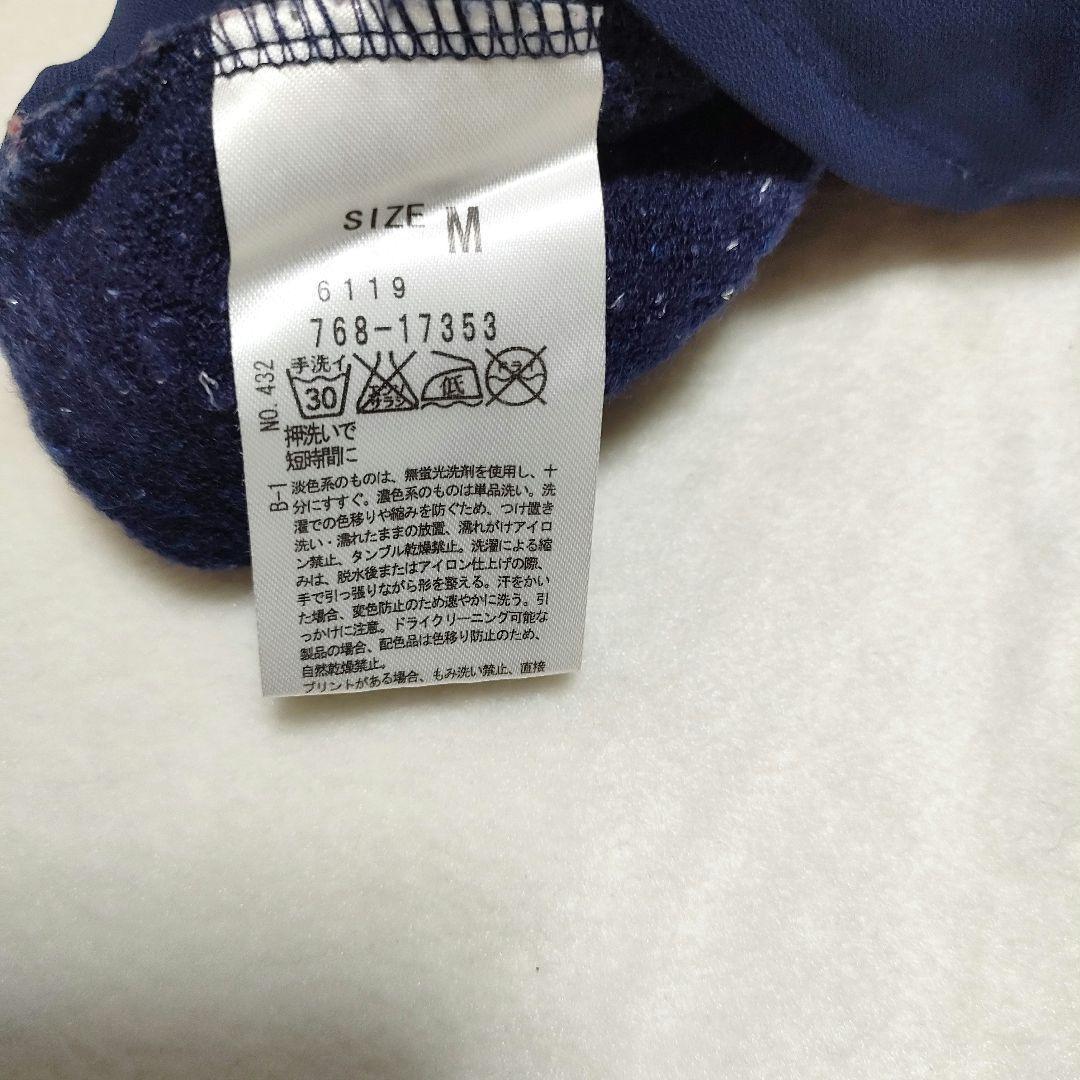 SIZE M
6119
768-17353
NO. 432
手洗イ
30
エンソ
サラシ
低
ドライ
押洗いで
短時間に
B-1
淡色系のものは、無蛍光洗剤を使用し、十
分にすすぐ。濃色系のものは単品洗い。洗
濯での色移りや縮みを防ぐため、つけ置き
洗い・濡れたままの放置、濡れがけアイロ
ン禁止、タンブル乾燥禁止。洗濯による縮
みは、脱水後またはアイロン仕上げの際、
手で引っ張りながら形を整える。汗をかい
た場合、変色防止のため速やかに洗う。引
っかけに注意。ドライクリーニング可能な
製品の場合、配色品は色移り防止のため、
自然乾燥禁止。
プリントがある場合、もみ洗い禁止、直接